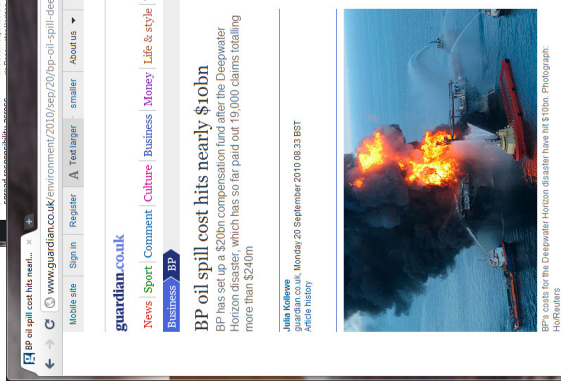 BP oil spill cost hits nearl... ×
www.guardian.co.uk/environment/2010/sep/20/bp-oil-spill-dee
Mobile site Sign in Register A Text larger · smaller About us
guardian.co.uk
News Sport Comment Culture Business Money Life & style
Business BP
BP oil spill cost hits nearly $10bn
BP has set up a $20bn compensation fund after the Deepwater
Horizon disaster, which has so far paid out 19,000 claims totalling
more than $240m
Julia Kollewe
guardian.co.uk, Monday 20 September 2010 08.33 BST
Article history
BP's costs for the Deepwater Horizon disaster have hit $10bn. Photograph:
Ho/Reuters